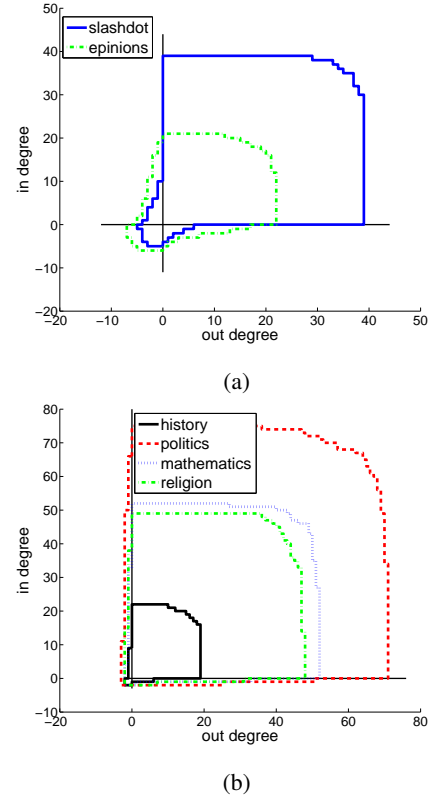 50
slashdot
epinions
40
30
20
10
0
−10
−20
in degree
−20 0 10 20 30 40 50
out degree
(a)
80
history
politics
mathematics
religion
70
60
50
40
30
20
10
0
−10
in degree
−20 0 20 40 60 80
out degree
(b)